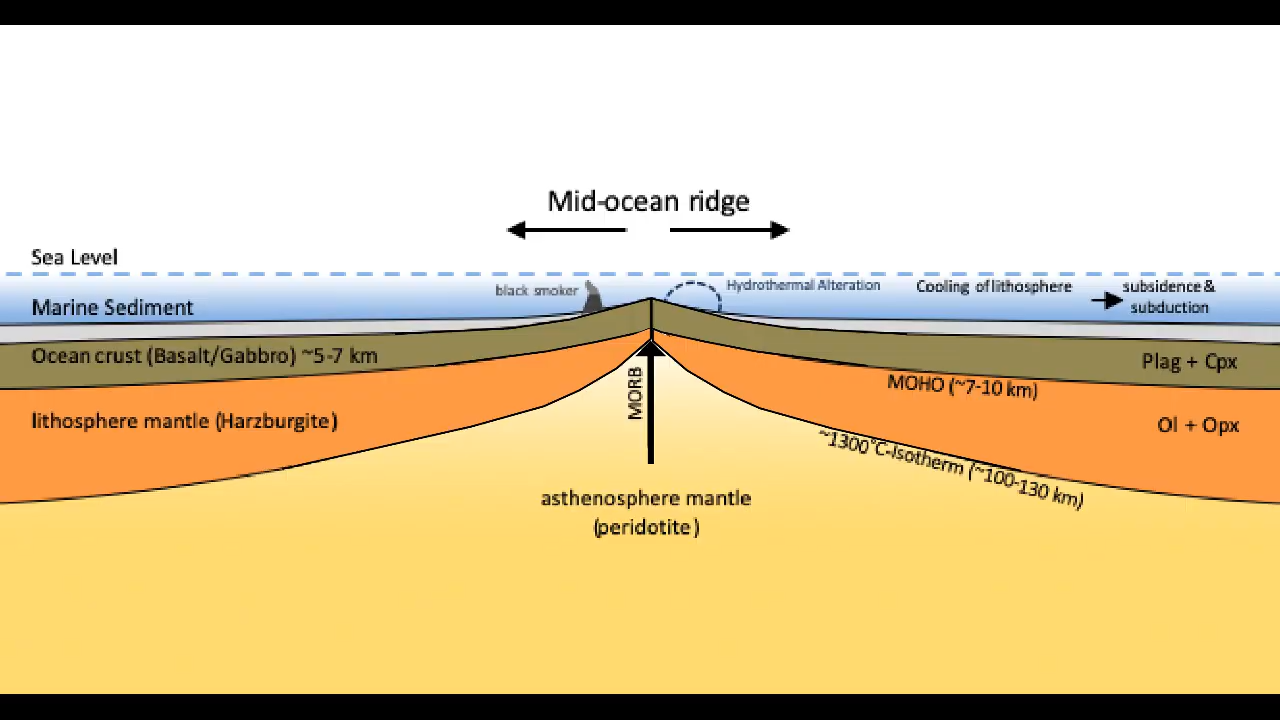 Mid-ocean ridge
Sea Level
black smoker
Hydrothermal Alteration
Cooling of lithosphere
subsidence &
subduction
Marine Sediment
Ocean crust (Basalt/Gabbro) ~5-7 km
Plag + Cpx
MOHO (~7-10 km)
MORB
lithosphere mantle (Harzburgite)
Ol + Opx
~1300°C-Isotherm (~100-130 km)
asthenosphere mantle
(peridotite)